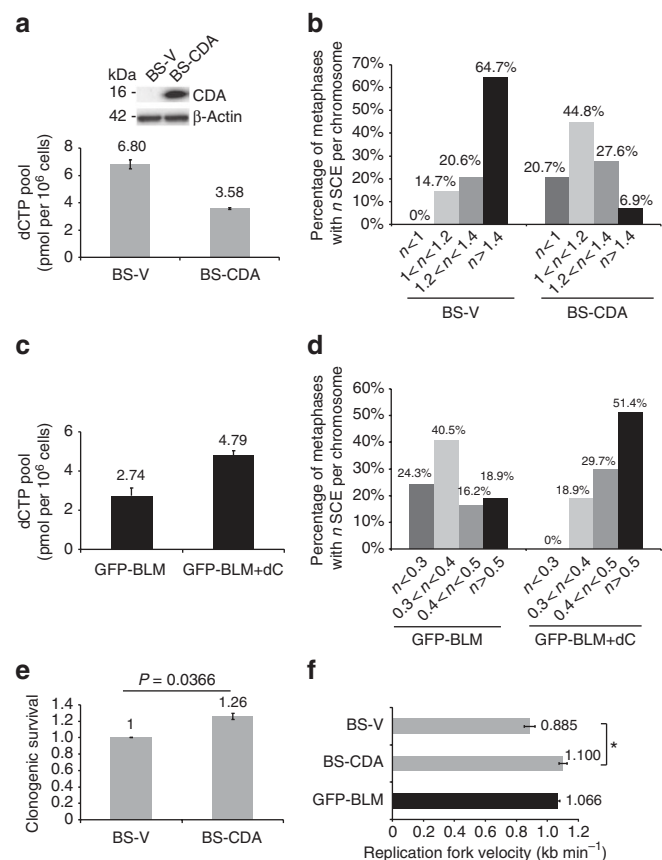 a
BS-V
BS-CDA
kDa
16 -
CDA
42 -
β-Actin
dCTP pool
(pmol per 10⁶ cells)
8
6
4
2
0
6.80
3.58
BS-V
BS-CDA
b
Percentage of metaphases
with n SCE per chromosome
70%
60%
50%
40%
30%
20%
10%
0%
0%
14.7%
20.6%
64.7%
20.7%
44.8%
27.6%
6.9%
n<1
1<n<1.2
1.2<n<1.4
n>1.4
n<1
1<n<1.2
1.2<n<1.4
n>1.4
BS-V
BS-CDA
c
dCTP pool
(pmol per 10⁶ cells)
6
4
2
0
2.74
4.79
GFP-BLM
GFP-BLM+dC
d
Percentage of metaphases
with n SCE per chromosome
60%
50%
40%
30%
20%
10%
0%
24.3%
40.5%
16.2%
18.9%
0%
18.9%
29.7%
51.4%
n<0.3
0.3<n<0.4
0.4<n<0.5
n>0.5
n<0.3
0.3<n<0.4
0.4<n<0.5
n>0.5
GFP-BLM
GFP-BLM+dC
e
Clonogenic survival
1.4
1.2
1.0
0.8
0.6
0.4
0.2
0
P = 0.0366
1
1.26
BS-V
BS-CDA
f
BS-V
0.885
BS-CDA
1.100
*
GFP-BLM
1.066
0 0.2 0.4 0.6 0.8 1 1.2
Replication fork velocity (kb min⁻¹)